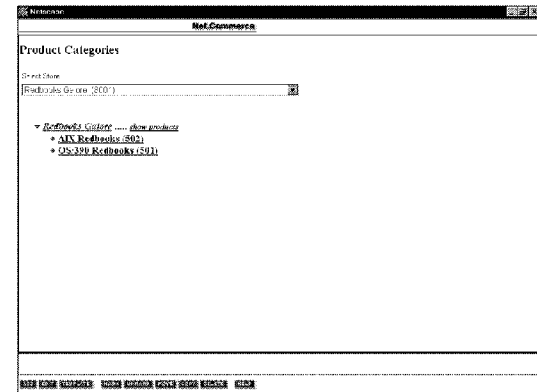 Netscape
Net.Commerce
Product Categories
Select Store
Redbooks Galore (8001)
Redbooks Galore ..... show products
AIX Redbooks (502)
OS/390 Redbooks (501)